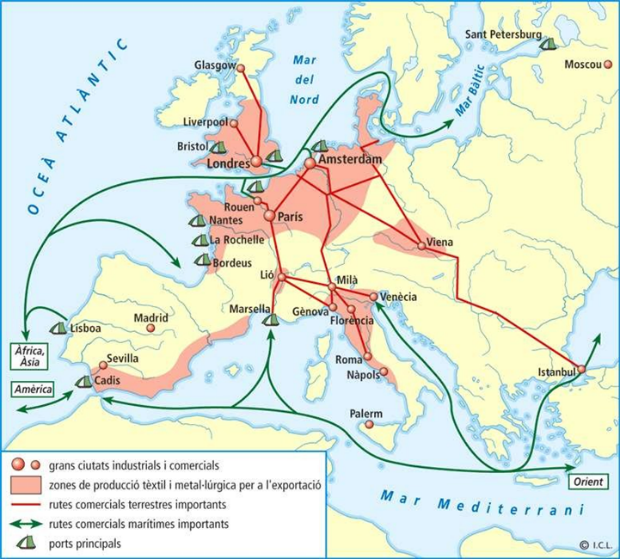 Sant Petersburg
Moscou
Glasgow
Mar
del
Nord
Mar Bàltic
OCEÀ ATLÀNTIC
Liverpool
Bristol
Londres
Amsterdam
Rouen
París
Nantes
La Rochelle
Bordeus
Viena
Lió
Milà
Venècia
Marsella
Gènova
Florència
Lisboa
Madrid
Àfrica,
Àsia
Sevilla
Roma
Nàpols
Istanbul
Amèrica
Cadis
Palerm
Orient
Mar Mediterrani
grans ciutats industrials i comercials
zones de producció tèxtil i metal·lúrgica per a l'exportació
rutes comercials terrestres importants
rutes comercials marítimes importants
ports principals
© I.C.L.